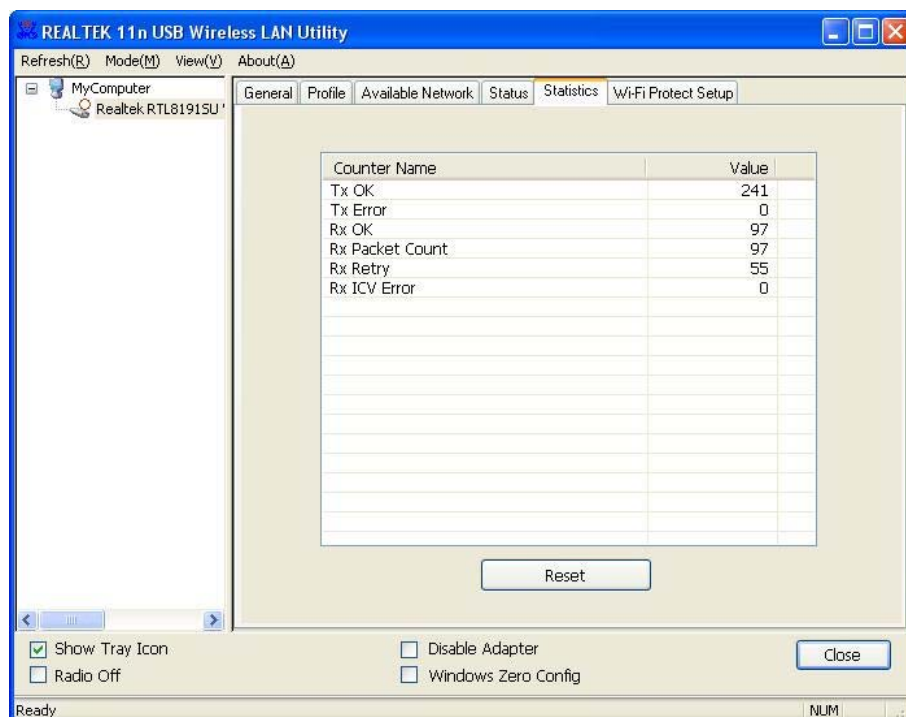 REALTEK 11n USB Wireless LAN Utility
Refresh(R) Mode(M) View(V) About(A)
MyComputer
Realtek RTL8191SU '
General Profile Available Network Status Statistics Wi-Fi Protect Setup
Counter Name Value
Tx OK 241
Tx Error 0
Rx OK 97
Rx Packet Count 97
Rx Retry 55
Rx ICV Error 0
Reset
Show Tray Icon Disable Adapter
Radio Off Windows Zero Config
Close
Ready NUM